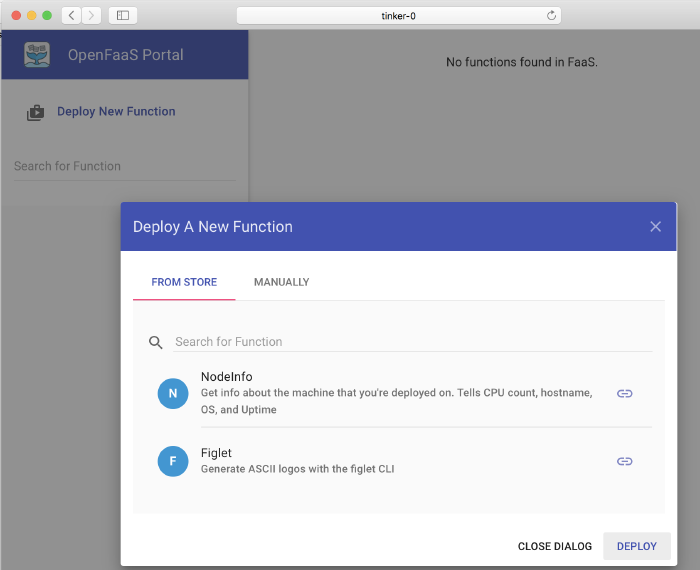 tinker-0
OpenFaaS Portal
No functions found in FaaS.
Deploy New Function
Search for Function
Deploy A New Function
FROM STORE
MANUALLY
Search for Function
N
NodeInfo
Get info about the machine that you're deployed on. Tells CPU count, hostname,
OS, and Uptime
F
Figlet
Generate ASCII logos with the figlet CLI
CLOSE DIALOG
DEPLOY